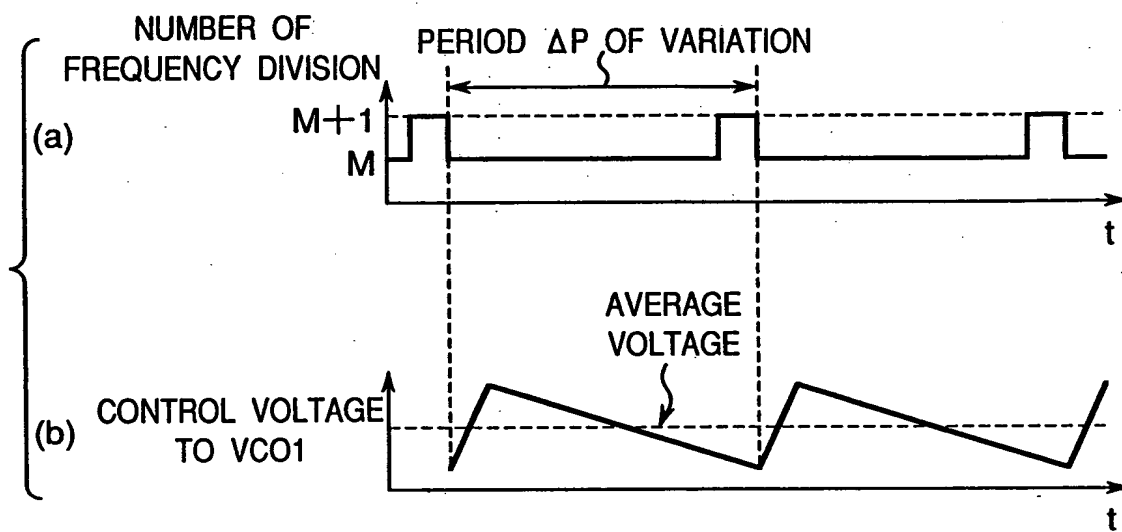 NUMBER OF
FREQUENCY DIVISION
PERIOD ΔP OF VARIATION
(a)
M+1
M
t
AVERAGE
VOLTAGE
(b)
CONTROL VOLTAGE
TO VCO1
t